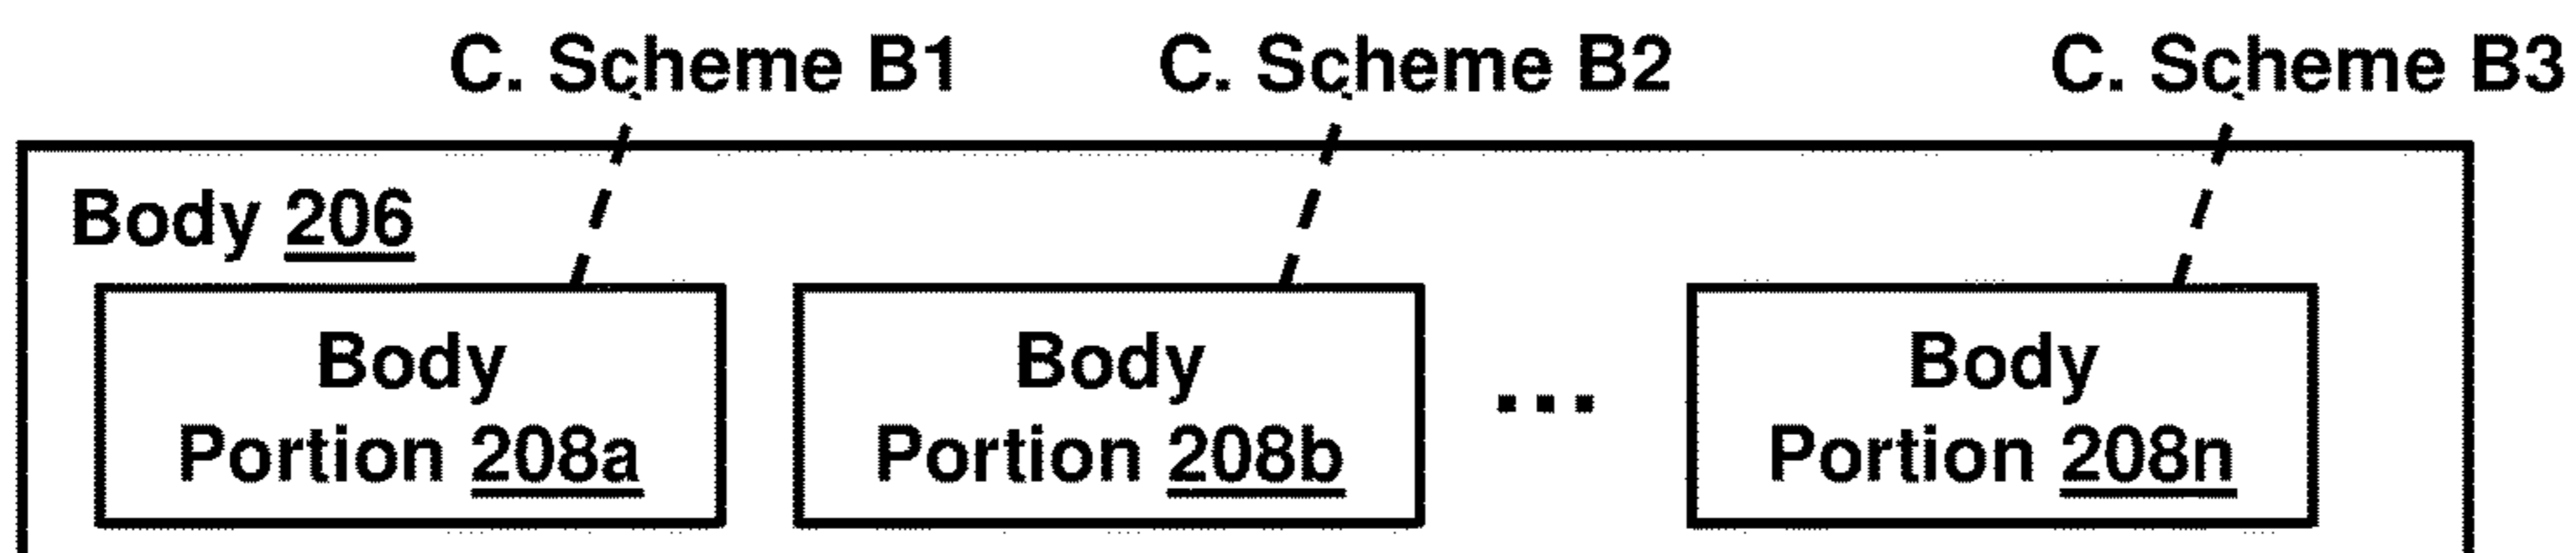 C. Scheme B1 C. Scheme B2 C. Scheme B3
Body 206
Body Portion 208a
Body Portion 208b
...
Body Portion 208n